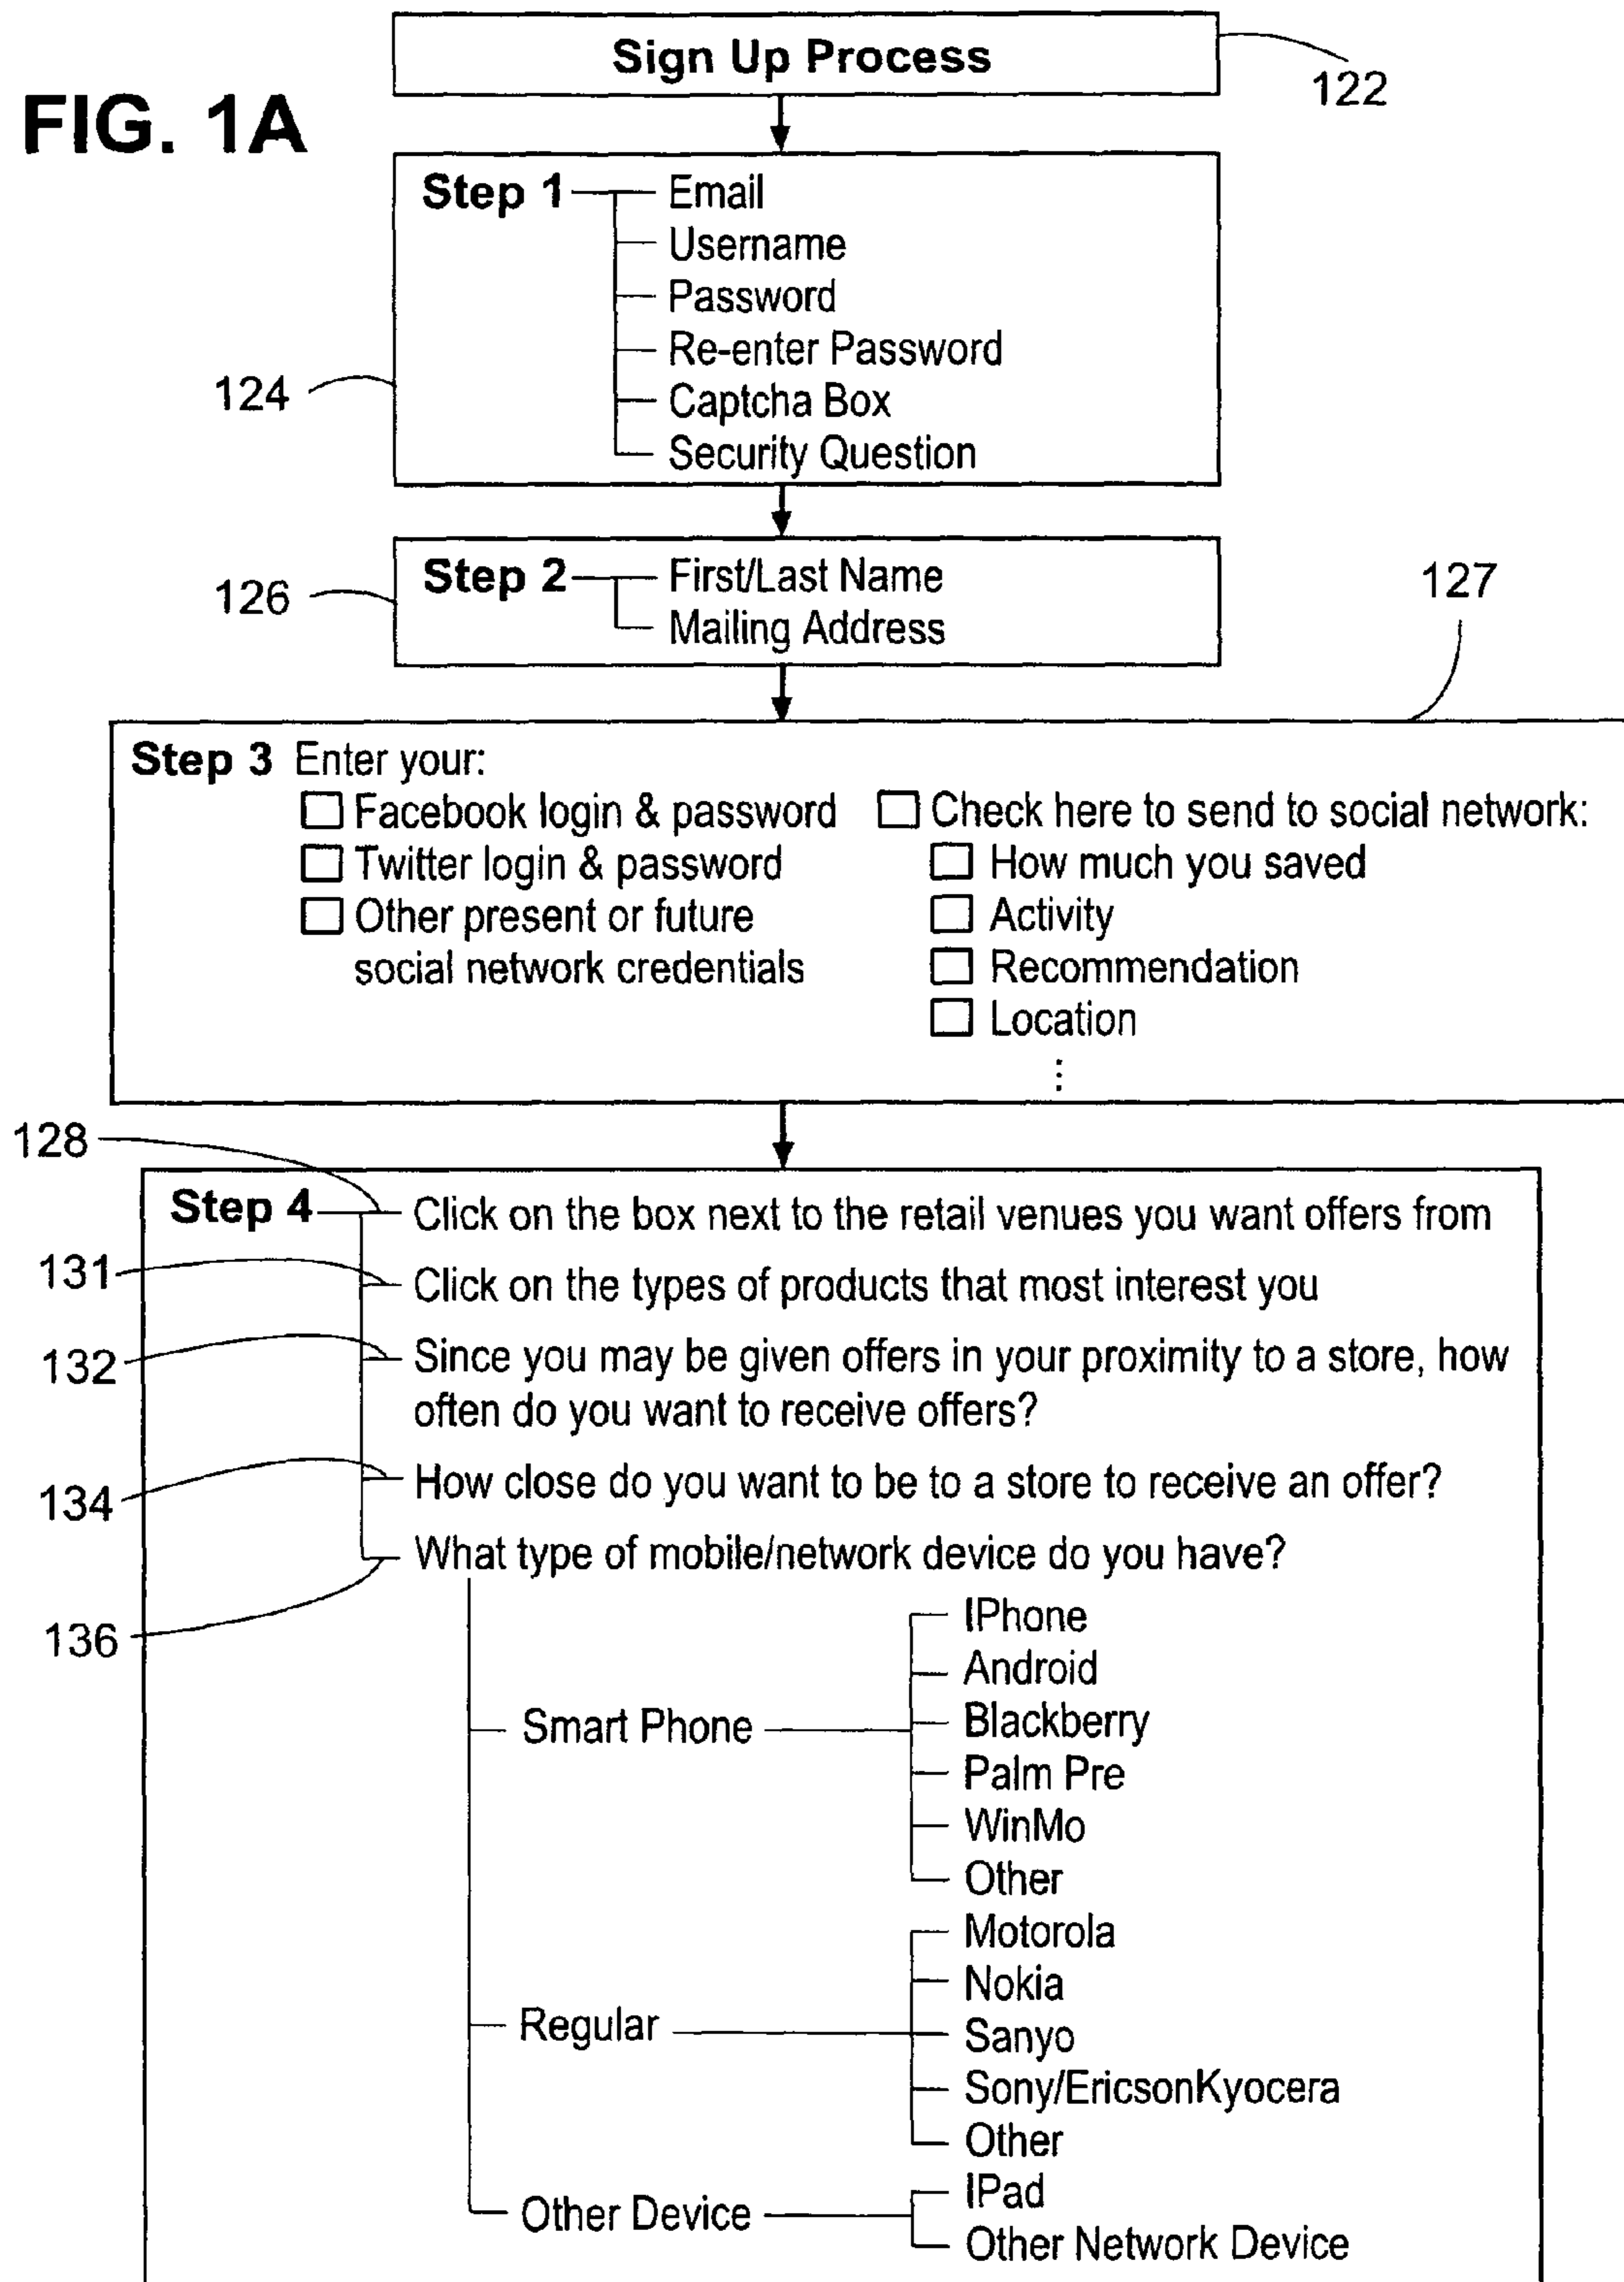 FIG. 1A
Sign Up Process
122
Step 1
Email
Username
Password
Re-enter Password
Captcha Box
Security Question
124
Step 2
First/Last Name
Mailing Address
126
127
Step 3 Enter your:
Facebook login & password
Twitter login & password
Other present or future
social network credentials
Check here to send to social network:
How much you saved
Activity
Recommendation
Location
⋮
128
Step 4
Click on the box next to the retail venues you want offers from
131
Click on the types of products that most interest you
132
Since you may be given offers in your proximity to a store, how
often do you want to receive offers?
134
How close do you want to be to a store to receive an offer?
136
What type of mobile/network device do you have?
Smart Phone
IPhone
Android
Blackberry
Palm Pre
WinMo
Other
Regular
Motorola
Nokia
Sanyo
Sony/EricsonKyocera
Other
Other Device
IPad
Other Network Device